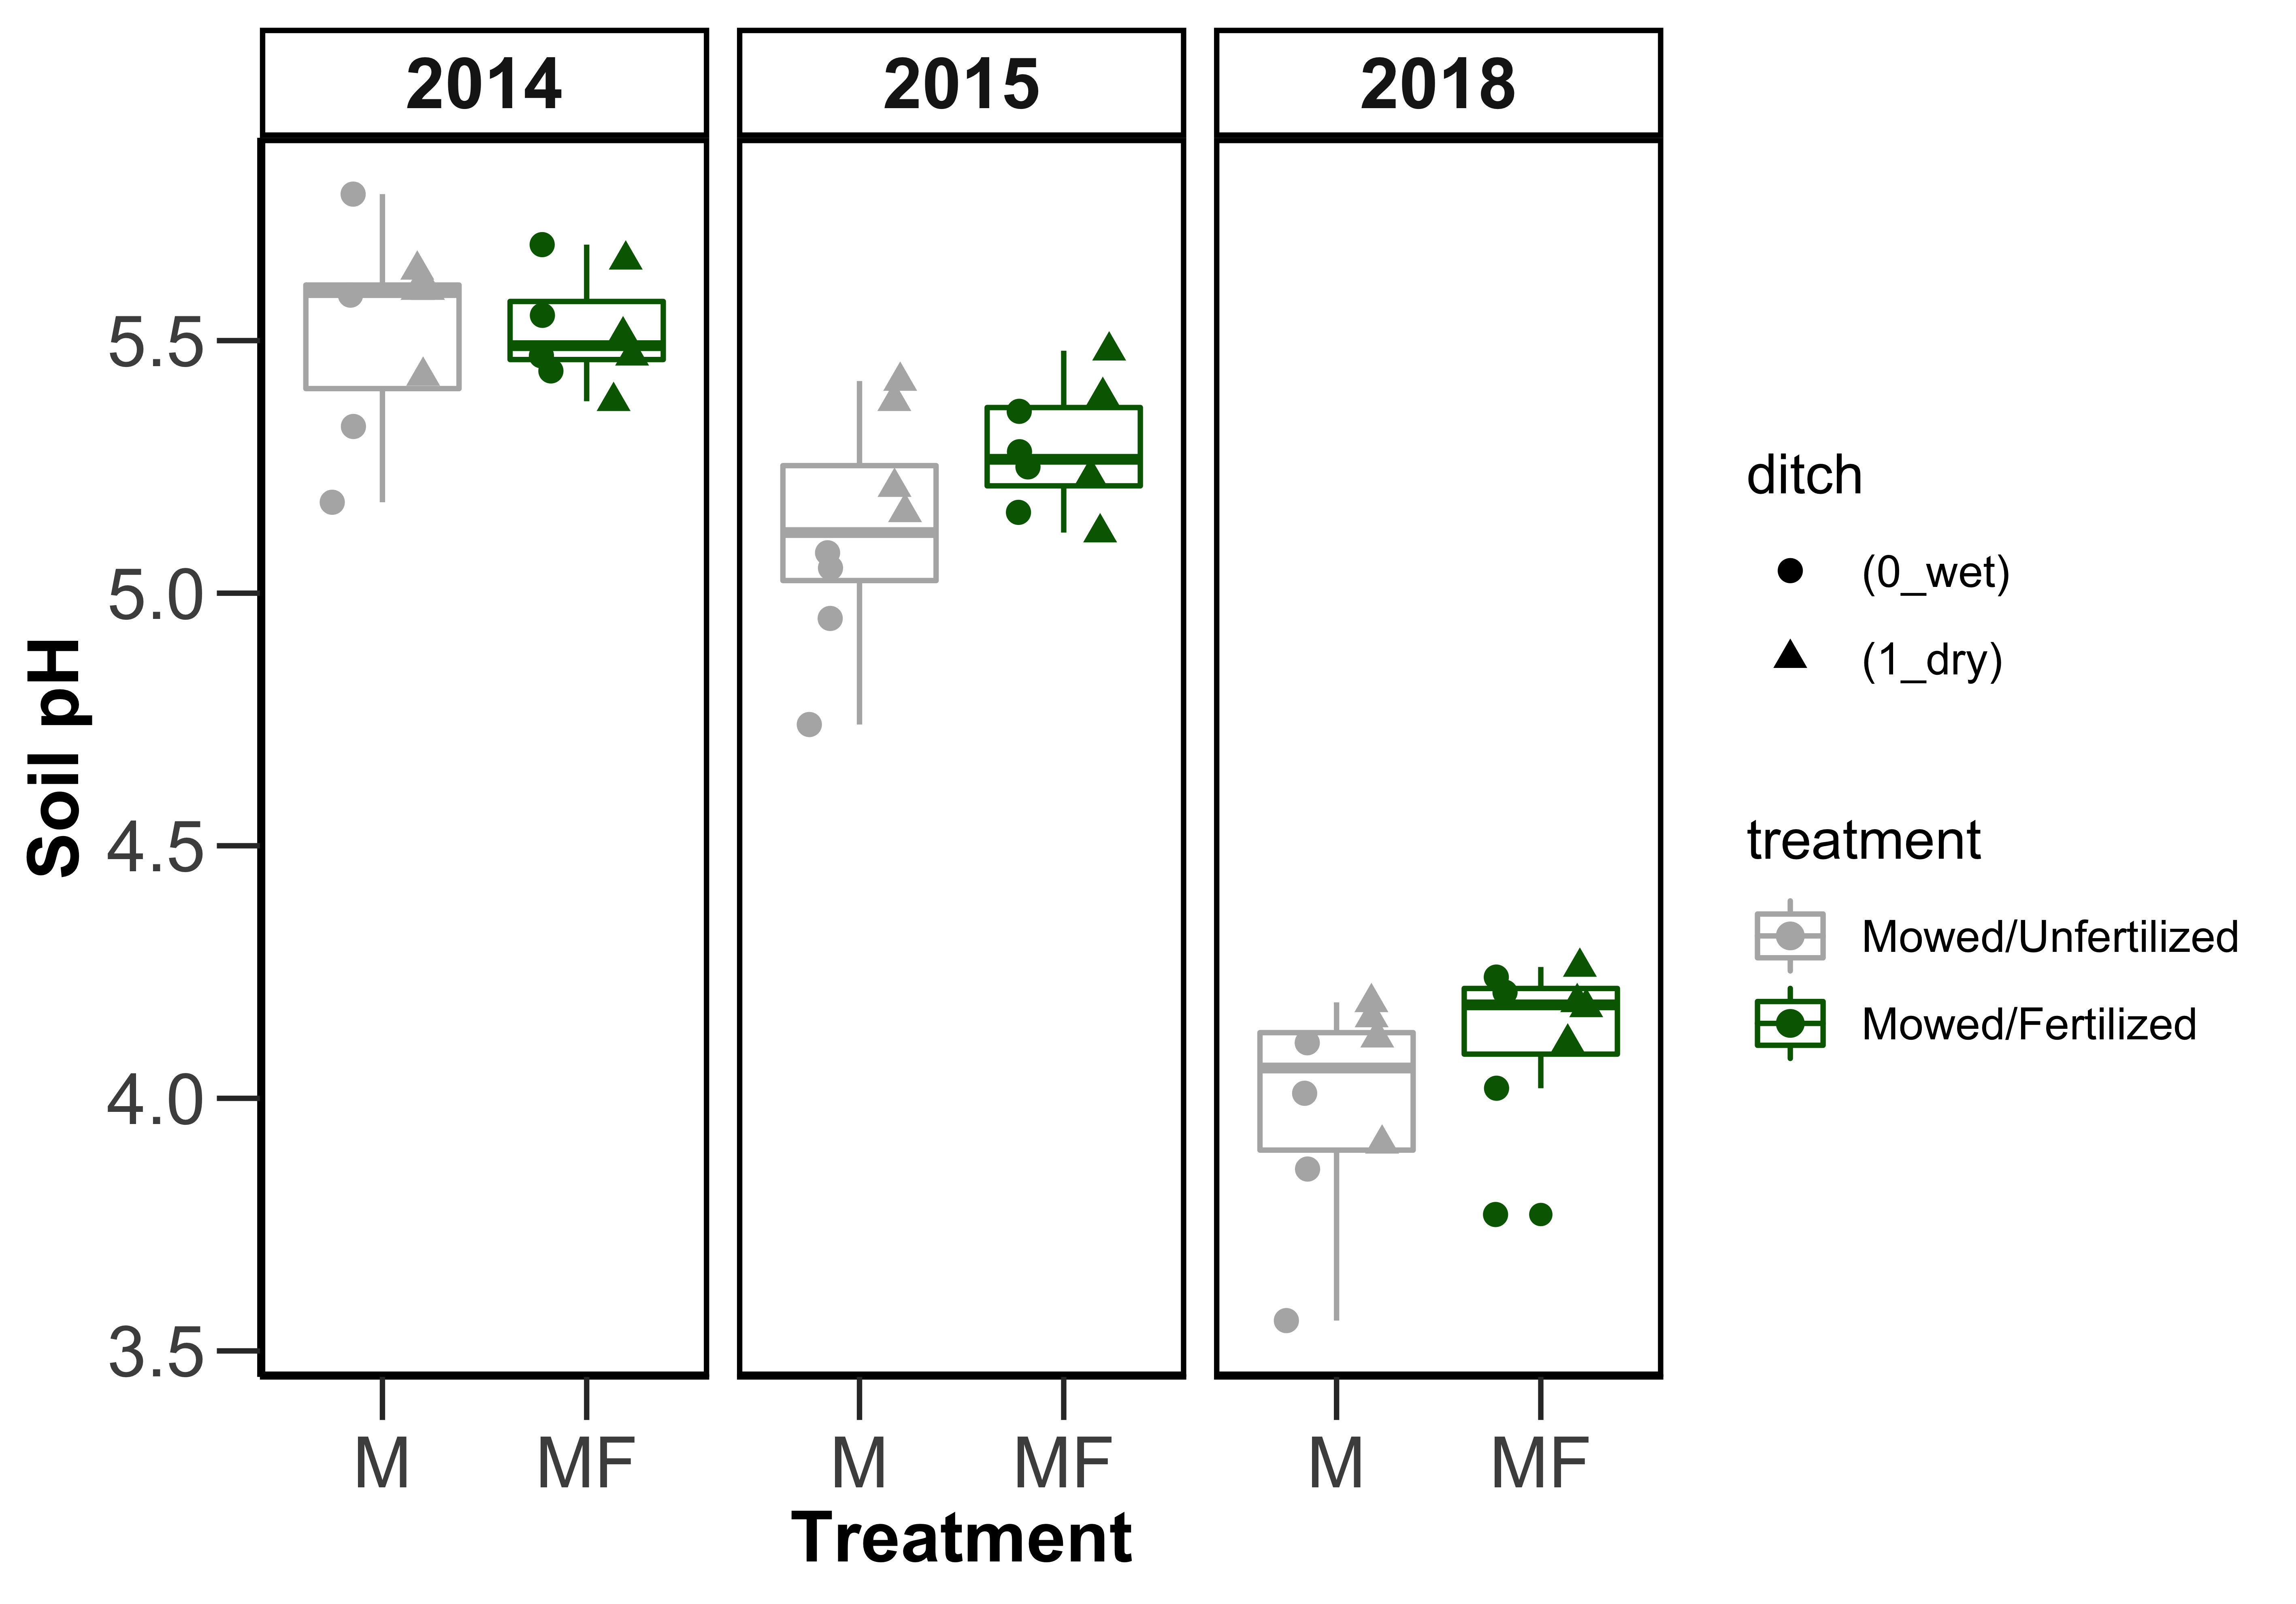 2014 2015 2018
Soil pH
5.5
5.0
4.5
4.0
3.5
M MF M MF M MF
Treatment
ditch
(0_wet)
(1_dry)
treatment
Mowed/Unfertilized
Mowed/Fertilized